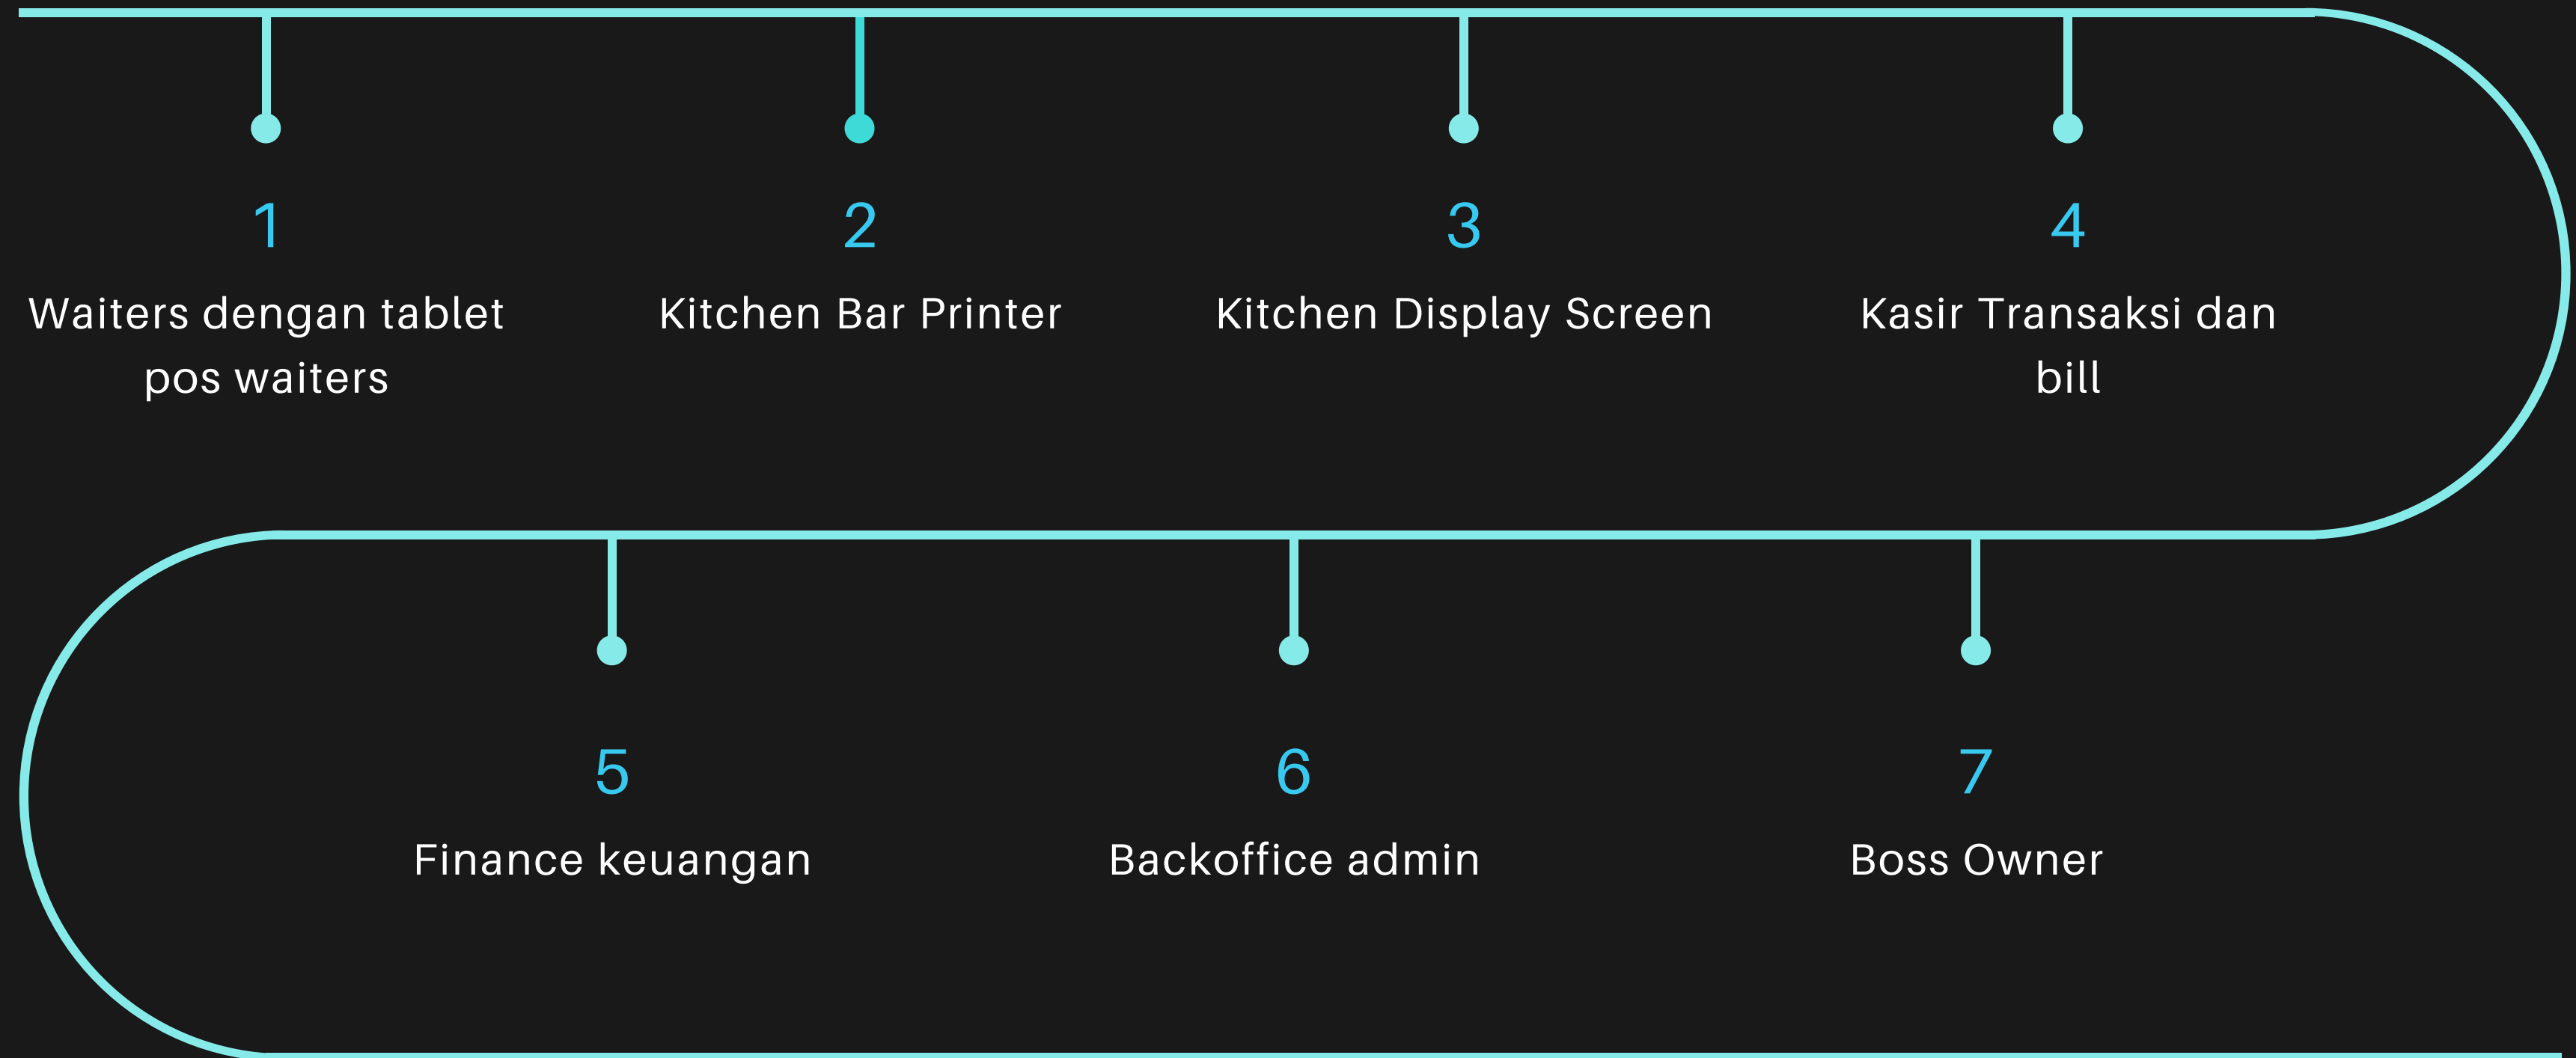 1
Waiters dengan tablet
pos waiters
2
Kitchen Bar Printer
3
Kitchen Display Screen
4
Kasir Transaksi dan
bill
5
Finance keuangan
6
Backoffice admin
7
Boss Owner